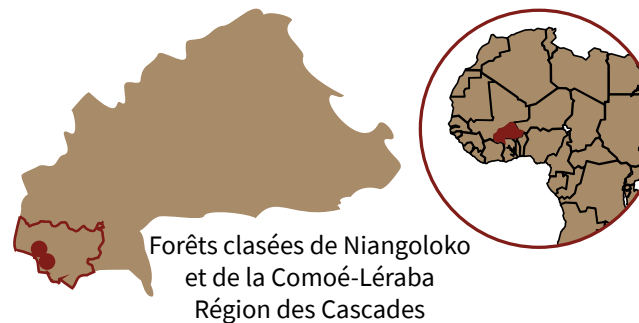 Forêts clasées de Niangoloko
et de la Comoé-Léraba
Région des Cascades